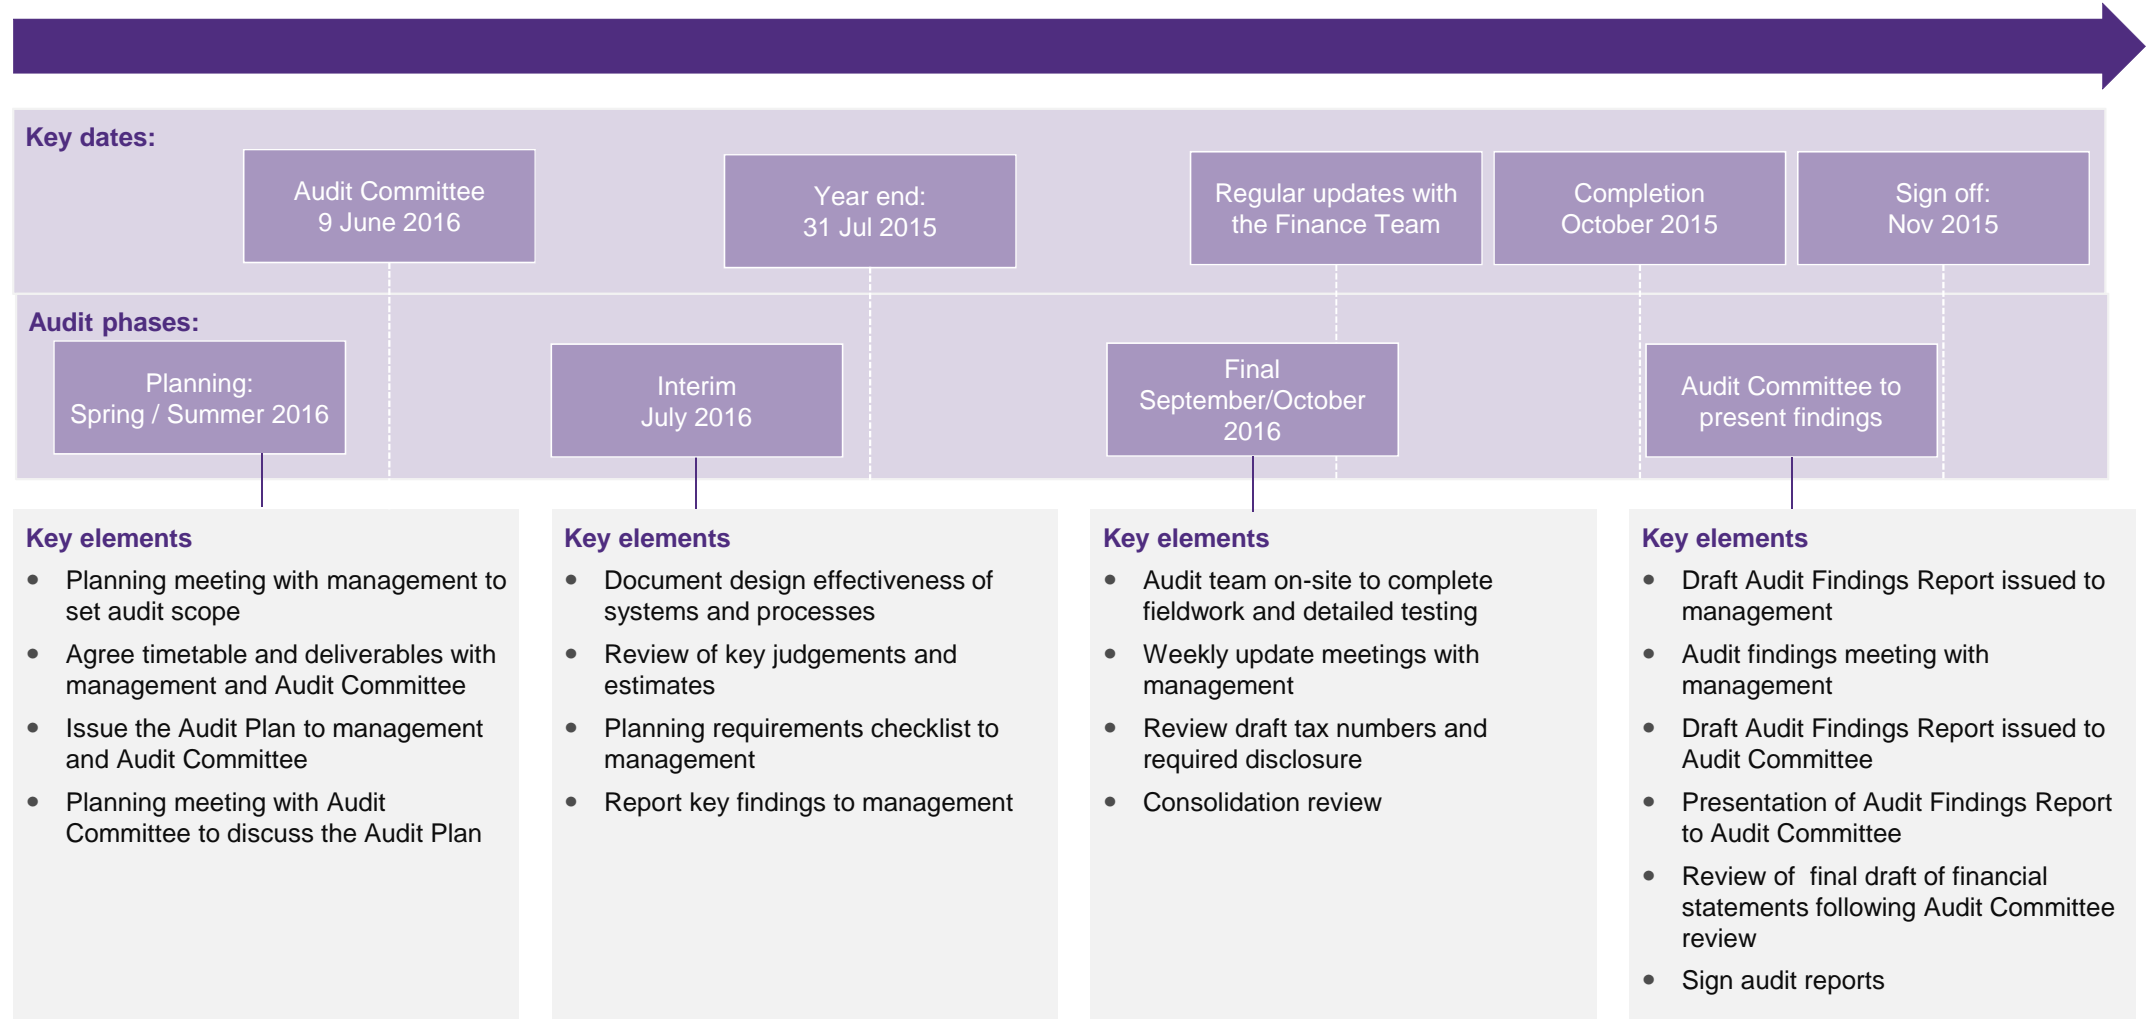 Key dates:
Audit Committee
9 June 2016
Year end:
31 Jul 2015
Regular updates with
the Finance Team
Completion
October 2015
Sign off:
Nov 2015
Audit phases:
Planning:
Spring / Summer 2016
Interim
July 2016
Final
September/October
2016
Audit Committee to
present findings
Key elements
• Planning meeting with management to
set audit scope
• Agree timetable and deliverables with
management and Audit Committee
• Issue the Audit Plan to management
and Audit Committee
• Planning meeting with Audit
Committee to discuss the Audit Plan
Key elements
• Document design effectiveness of
systems and processes
• Review of key judgements and
estimates
• Planning requirements checklist to
management
• Report key findings to management
Key elements
• Audit team on-site to complete
fieldwork and detailed testing
• Weekly update meetings with
management
• Review draft tax numbers and
required disclosure
• Consolidation review
Key elements
• Draft Audit Findings Report issued to
management
• Audit findings meeting with
management
• Draft Audit Findings Report issued to
Audit Committee
• Presentation of Audit Findings Report
to Audit Committee
• Review of  final draft of financial
statements following Audit Committee
review
• Sign audit reports